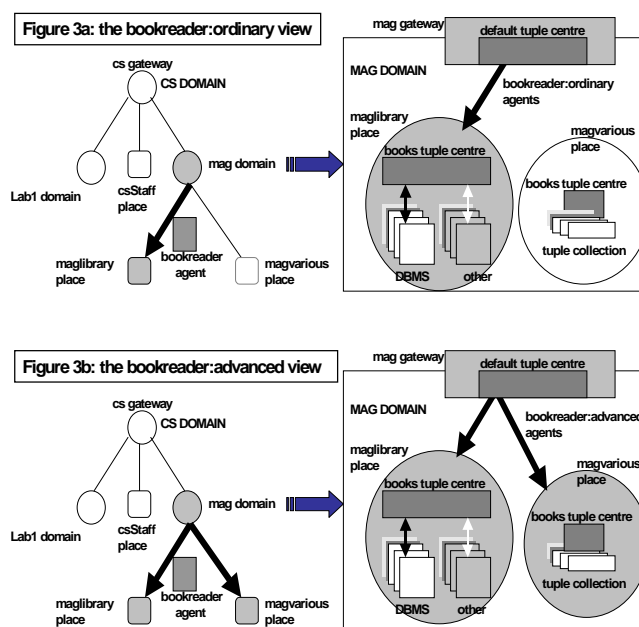 Figure 3a: the bookreader:ordinary view
cs gateway
CS DOMAIN
Lab1 domain
csStaff
place
mag domain
maglibrary
place
bookreader
agent
magvarious
place
mag gateway
default tuple centre
MAG DOMAIN
bookreader:ordinary
agents
maglibrary
place
books tuple centre
DBMS
other
magvarious
place
books tuple centre
tuple collection
Figure 3b: the bookreader:advanced view
cs gateway
CS DOMAIN
Lab1 domain
csStaff
place
mag domain
maglibrary
place
bookreader
agent
magvarious
place
mag gateway
default tuple centre
MAG DOMAIN
bookreader:advanced
agents
maglibrary
place
books tuple centre
DBMS
other
magvarious
place
books tuple centre
tuple collection